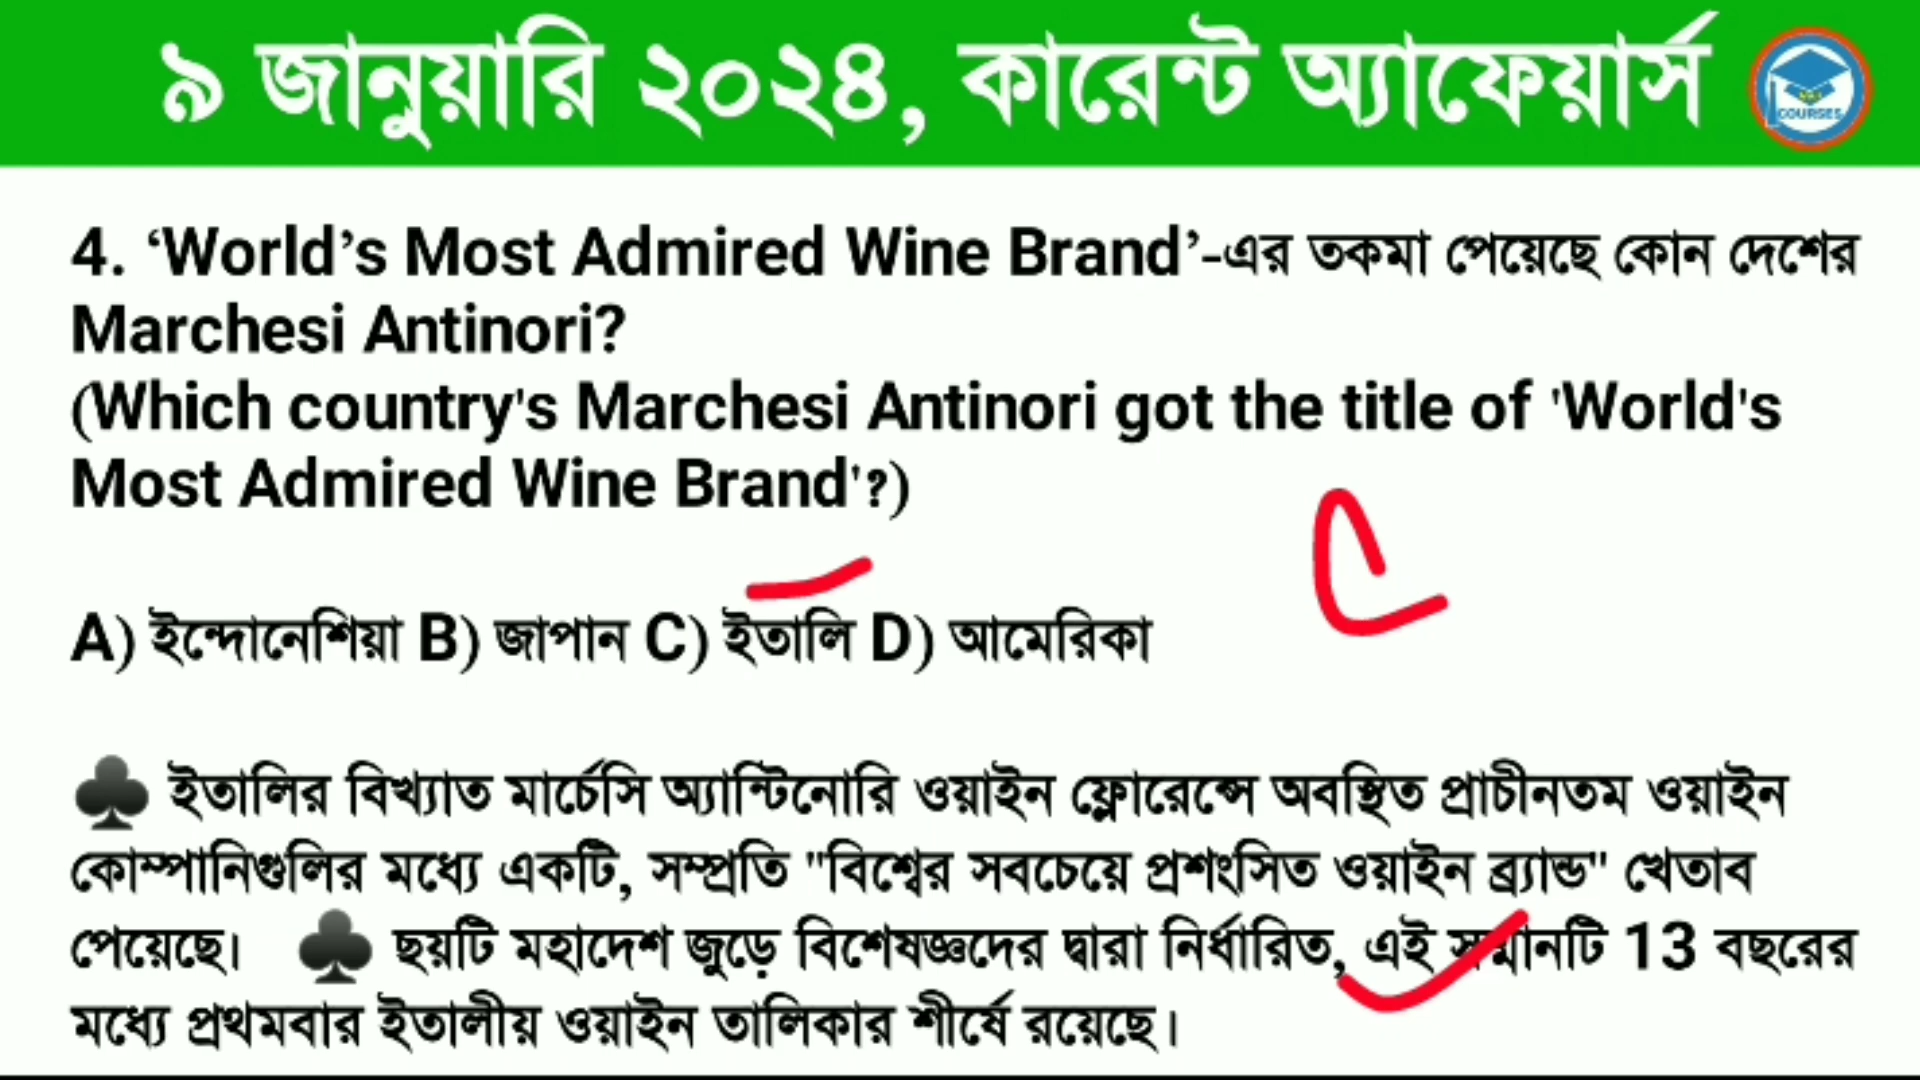 ৯ জানুয়ারি ২০২৪, কারেন্ট অ্যাফেয়ার্স
COURSES
4. ‘World’s Most Admired Wine Brand’-এর তকমা পেয়েছে কোন দেশের
Marchesi Antinori?
(Which country's Marchesi Antinori got the title of 'World's
Most Admired Wine Brand'?)
C
A) ইন্দোনেশিয়া B) জাপান C) ইতালি D) আমেরিকা
♣ ইতালির বিখ্যাত মার্চেসি অ্যান্টিনোরি ওয়াইন ফ্লোরেন্সে অবস্থিত প্রাচীনতম ওয়াইন
কোম্পানিগুলির মধ্যে একটি, সম্প্রতি "বিশ্বের সবচেয়ে প্রশংসিত ওয়াইন ব্র্যান্ড" খেতাব
পেয়েছে। ♣ ছয়টি মহাদেশ জুড়ে বিশেষজ্ঞদের দ্বারা নির্ধারিত, এই সম্মানটি 13 বছরের
মধ্যে প্রথমবার ইতালীয় ওয়াইন তালিকার শীর্ষে রয়েছে।